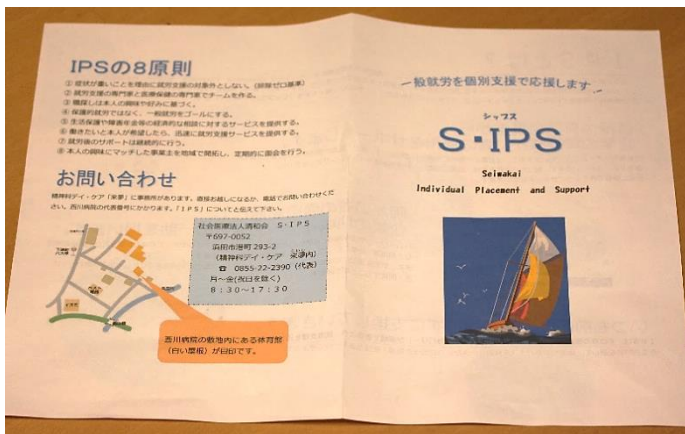 IPSの8原則
① 症状が重いことを理由に就労支援の対象外としない。(排除ゼロ基準)
② 就労支援の専門家と医療保健の専門家でチームを作る。
③ 職探しは本人の興味や好みに基づく。
④ 保護的就労ではなく、一般就労をゴールにする。
⑤ 生活保護や障害年金等の経済的な相談に対するサービスを提供する。
⑥ 働きたいと本人が希望したら、迅速に就労支援サービスを提供する。
⑦ 就労後のサポートは継続的に行う。
⑧ 本人の興味にマッチした事業主を地域で開拓し、定期的に面会を行う。
お問い合わせ
精神科デイ・ケア「来夢」に事務所があります。直接お越しになるか、電話でお問い合わせくだ
さい。西川病院の代表番号にかかります。「IPS」についてと伝えて下さい。
社会医療法人清和会 S・IPS
〒697-0052
浜田市港町 293-2
(精神科デイ・ケア 来夢内)
☎ 0855-22-2390 (代表)
月~金(祝日を除く)
8:30~17:30
西川病院の敷地内にある体育館
(白い屋根)が目印です。
一般就労を個別支援で応援します
シップス
S・IPS
Seiwakai
Individual Placement and Support